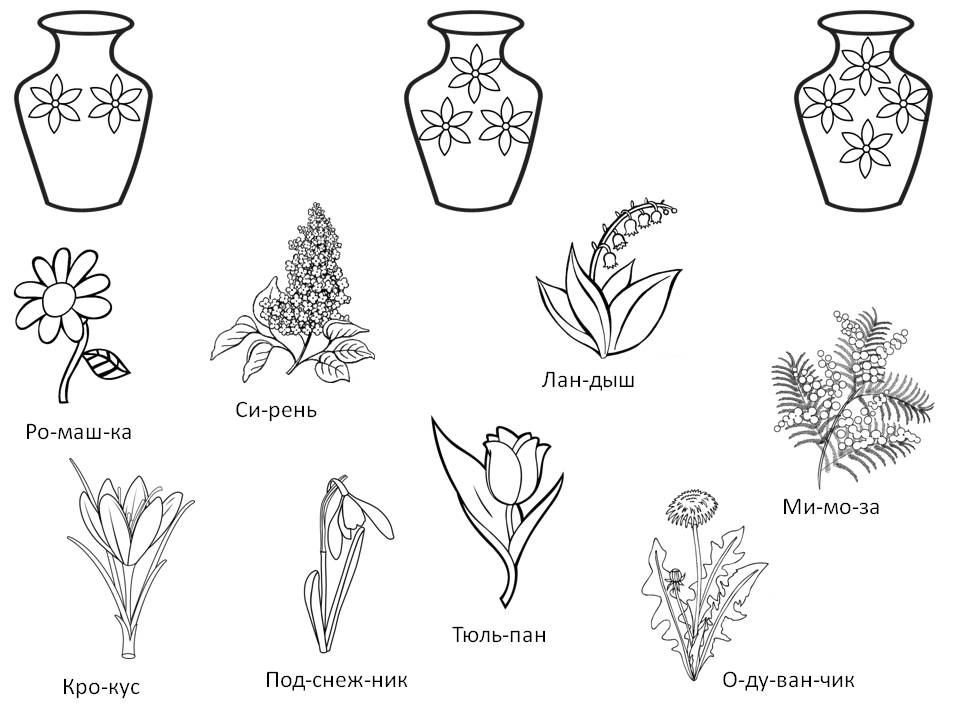 Лан-дыш
Си-рень
Ро-маш-ка
Ми-мо-за
Тюль-пан
Под-снеж-ник
О-ду-ван-чик
Кро-кус